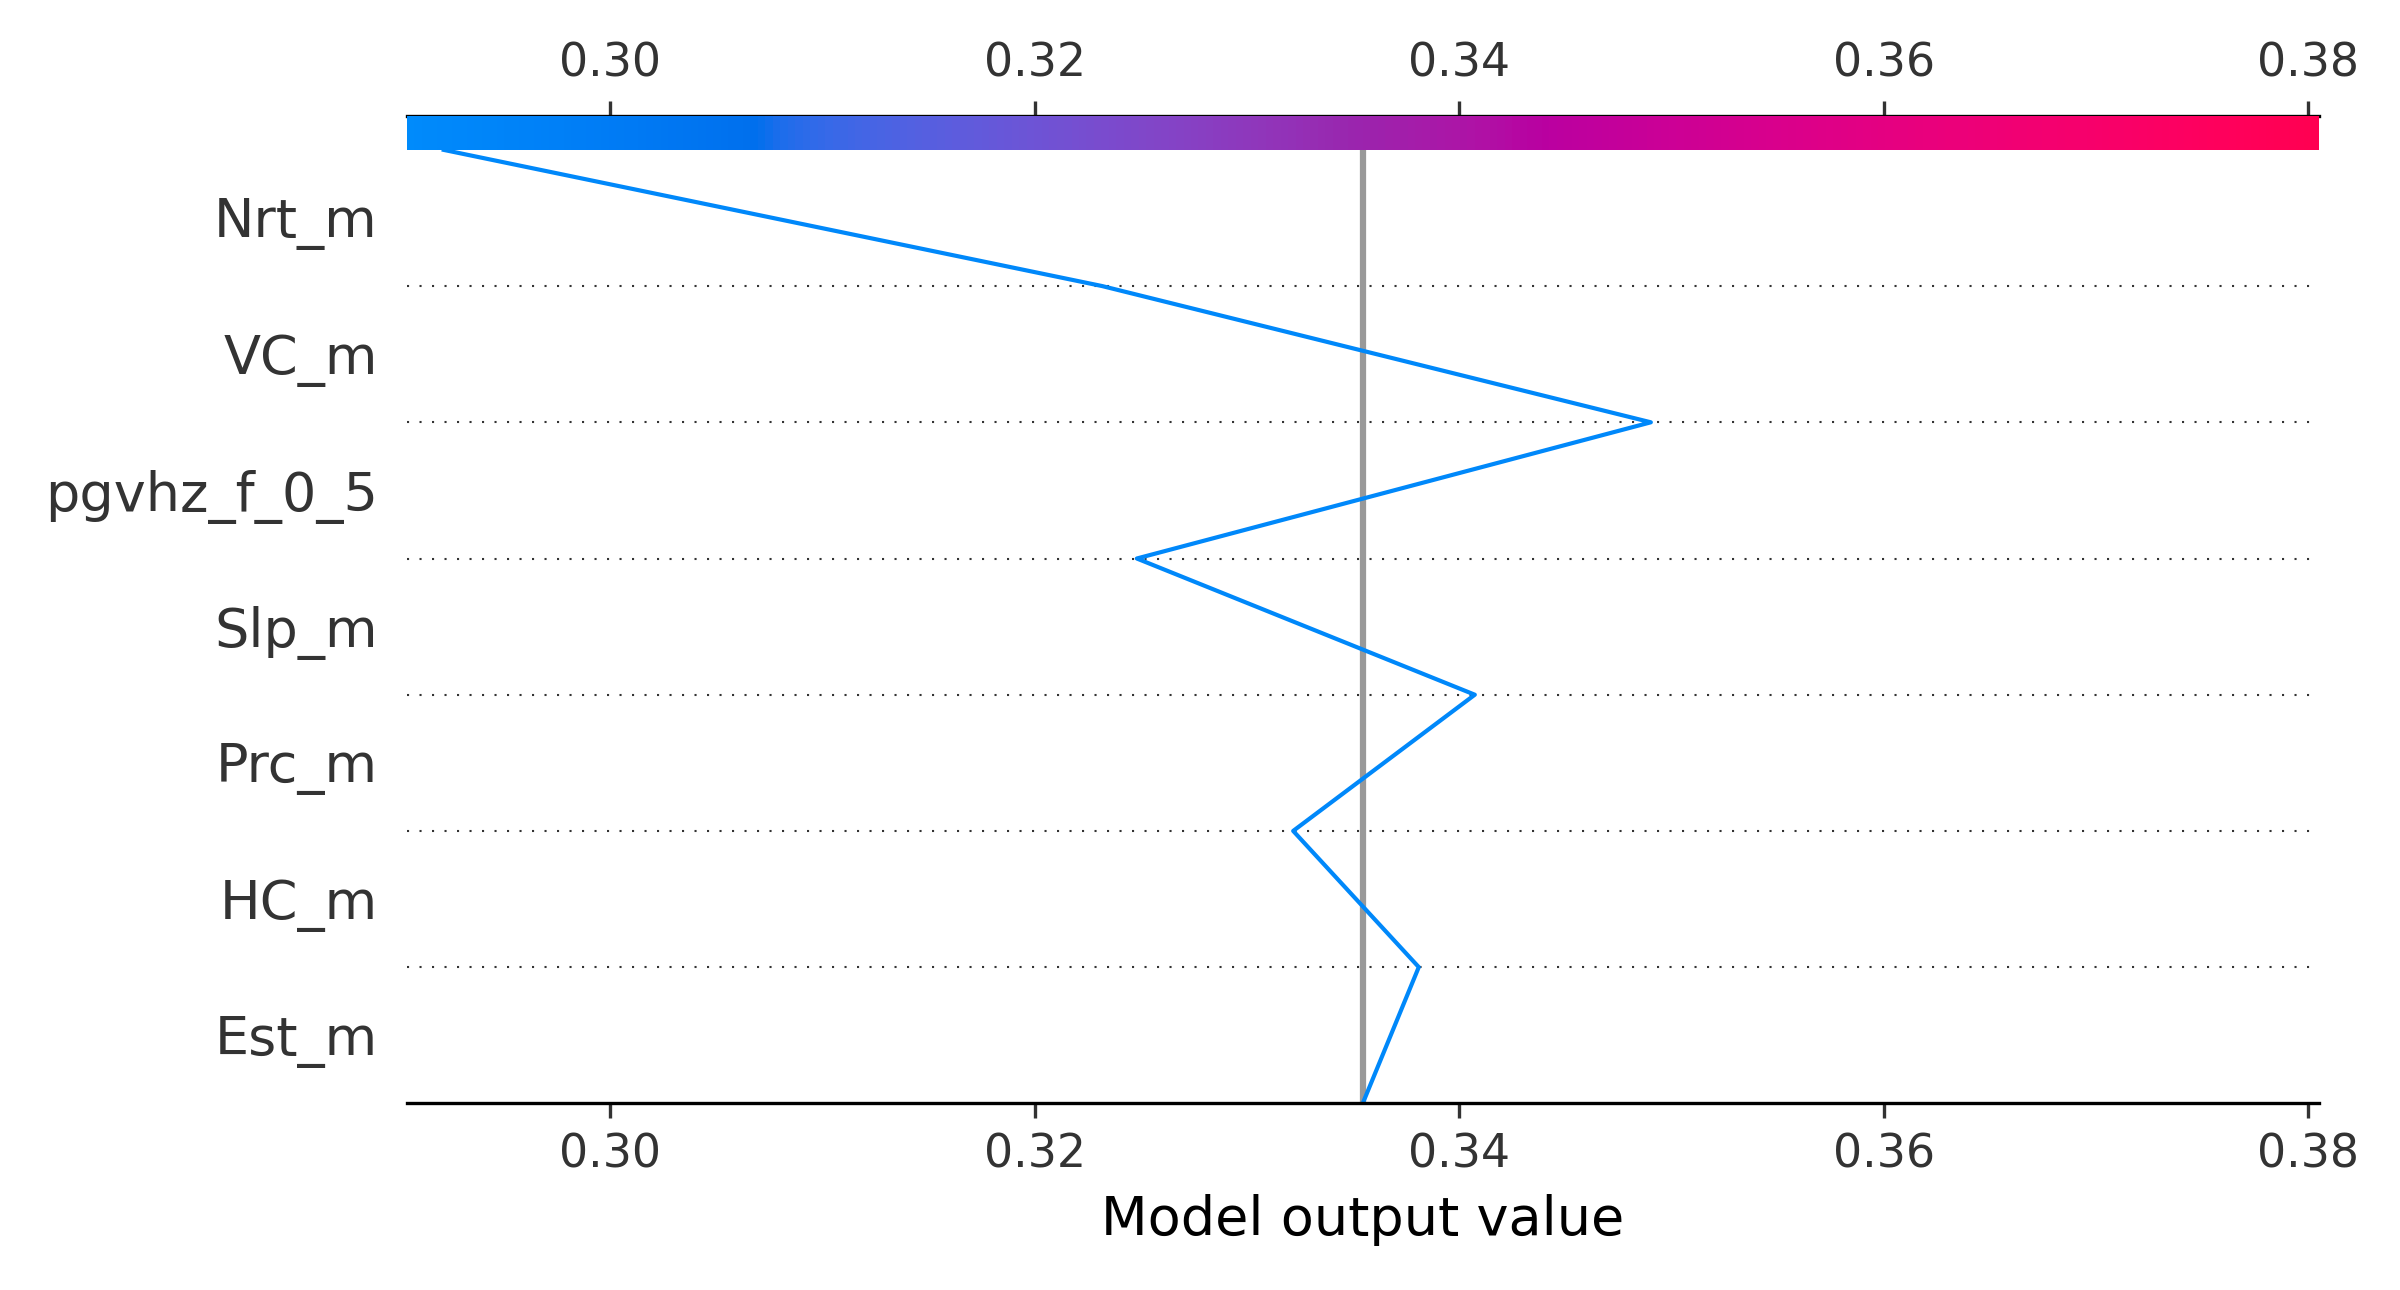 0.30 0.32 0.34 0.36 0.38
Nrt_m
VC_m
pgvhz_f_0_5
Slp_m
Prc_m
HC_m
Est_m
0.30 0.32 0.34 0.36 0.38
Model output value